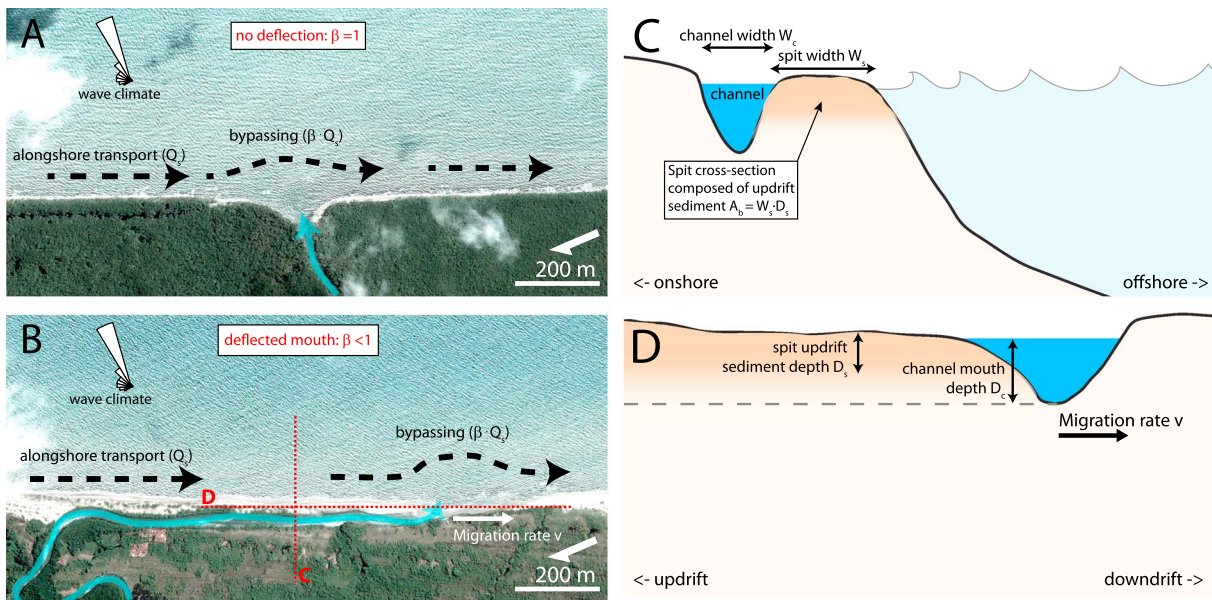 A
no deflection: β =1
wave climate
bypassing (β ·Qs)
alongshore transport (Qs)
200 m
B
deflected mouth: β <1
wave climate
bypassing (β ·Qs)
alongshore transport (Qs)
D
Migration rate v
C
200 m
C
channel width Wc
spit width Ws
channel
Spit cross-section
composed of updrift
sediment Ab = Ws·Ds
<- onshore
offshore ->
D
spit updrift
sediment depth Ds
channel mouth
depth Dc
Migration rate v
<- updrift
downdrift ->